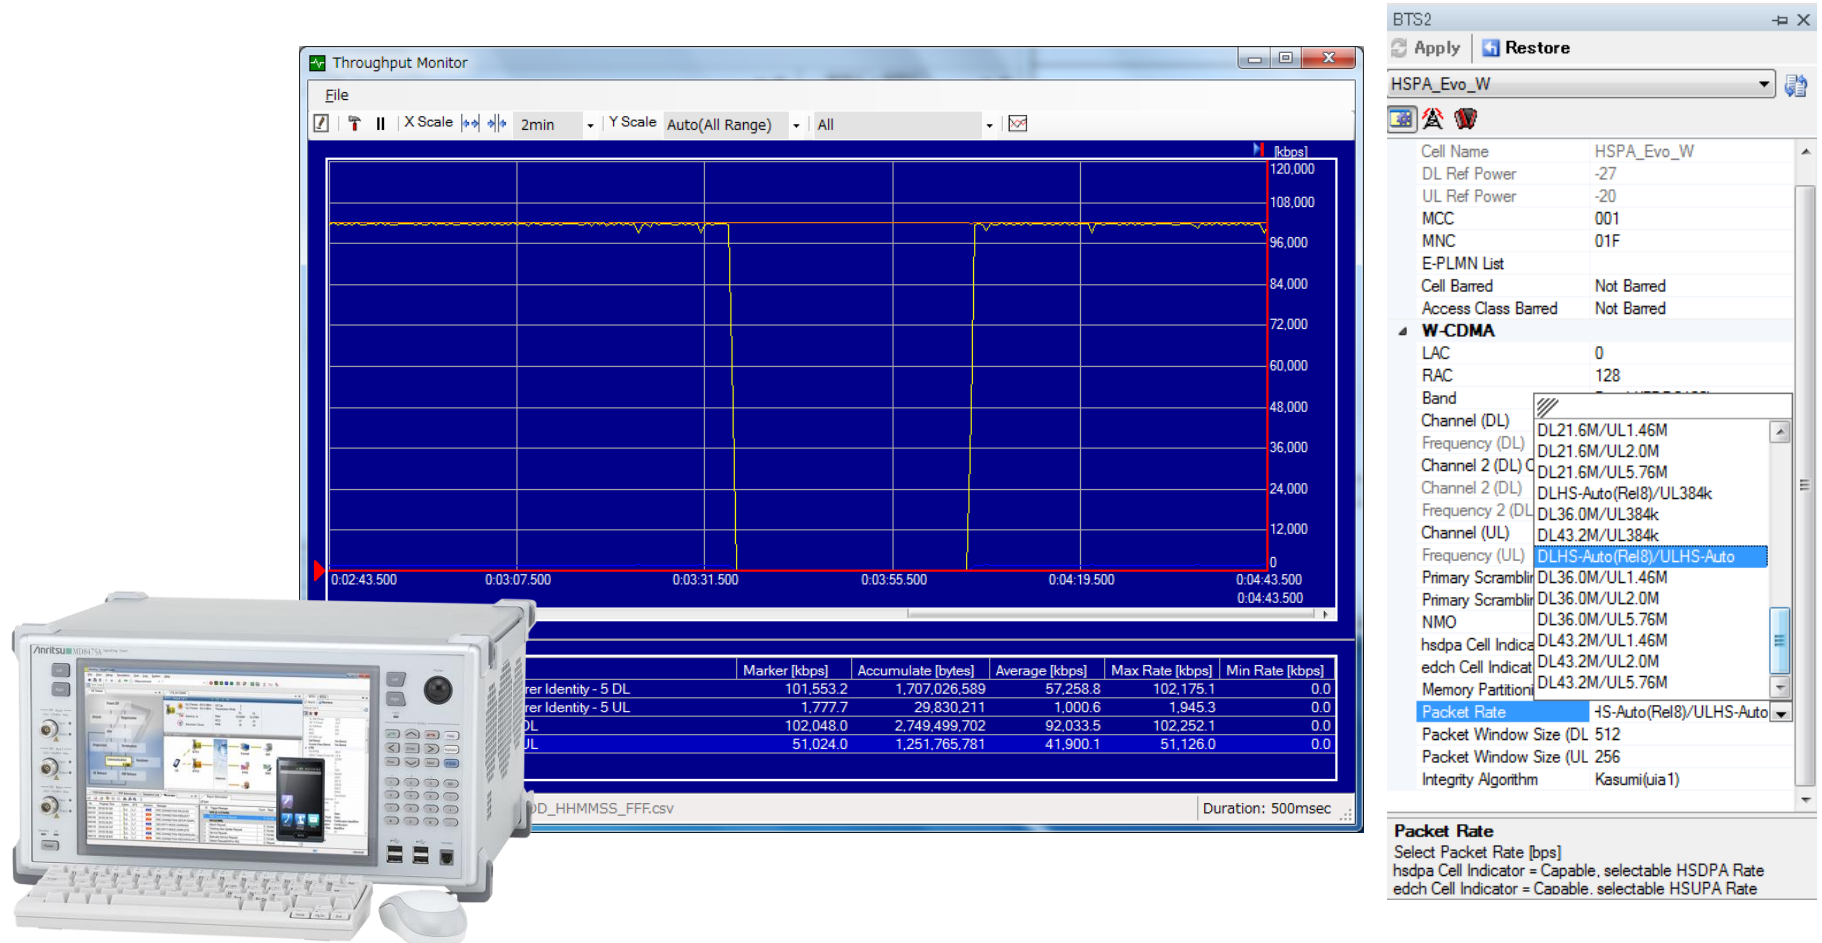 Throughput Monitor
File
X Scale 2min Y Scale Auto(All Range) All
[kbps]
120,000
108,000
96,000
84,000
72,000
60,000
48,000
36,000
24,000
12,000
0
0:02:43.500 0:03:07.500 0:03:31.500 0:03:55.500 0:04:19.500 0:04:43.500
0:04:43.500
Marker [kbps] Accumulate [bytes] Average [kbps] Max Rate [kbps] Min Rate [kbps]
rer Identity - 5 DL 101,553.2 1,707,026,589 57,258.8 102,175.1 0.0
rer Identity - 5 UL 1,777.7 29,830,211 1,000.6 1,945.3 0.0
DL 102,048.0 2,749,499,702 92,033.5 102,252.1 0.0
UL 51,024.0 1,251,765,781 41,900.1 51,126.0 0.0
DD_HHMMSS_FFF.csv Duration: 500msec
Anritsu MD8475A
BTS2
Apply Restore
HSPA_Evo_W
Cell Name HSPA_Evo_W
DL Ref Power -27
UL Ref Power -20
MCC 001
MNC 01F
E-PLMN List
Cell Barred Not Barred
Access Class Barred Not Barred
W-CDMA
LAC 0
RAC 128
Band
Channel (DL)
Frequency (DL)
Channel 2 (DL) C
Channel 2 (DL)
Frequency 2 (DL
Channel (UL)
Frequency (UL)
Primary Scramblin
Primary Scramblin
NMO
hsdpa Cell Indica
edch Cell Indicat
Memory Partitioni
DL21.6M/UL1.46M
DL21.6M/UL2.0M
DL21.6M/UL5.76M
DLHS-Auto(Rel8)/UL384k
DL36.0M/UL384k
DL43.2M/UL384k
DLHS-Auto(Rel8)/ULHS-Auto
DL36.0M/UL1.46M
DL36.0M/UL2.0M
DL36.0M/UL5.76M
DL43.2M/UL1.46M
DL43.2M/UL2.0M
DL43.2M/UL5.76M
Packet Rate HS-Auto(Rel8)/ULHS-Auto
Packet Window Size (DL 512
Packet Window Size (UL 256
Integrity Algorithm Kasumi(uia1)
Packet Rate
Select Packet Rate [bps]
hsdpa Cell Indicator = Capable, selectable HSDPA Rate
edch Cell Indicator = Capable. selectable HSUPA Rate